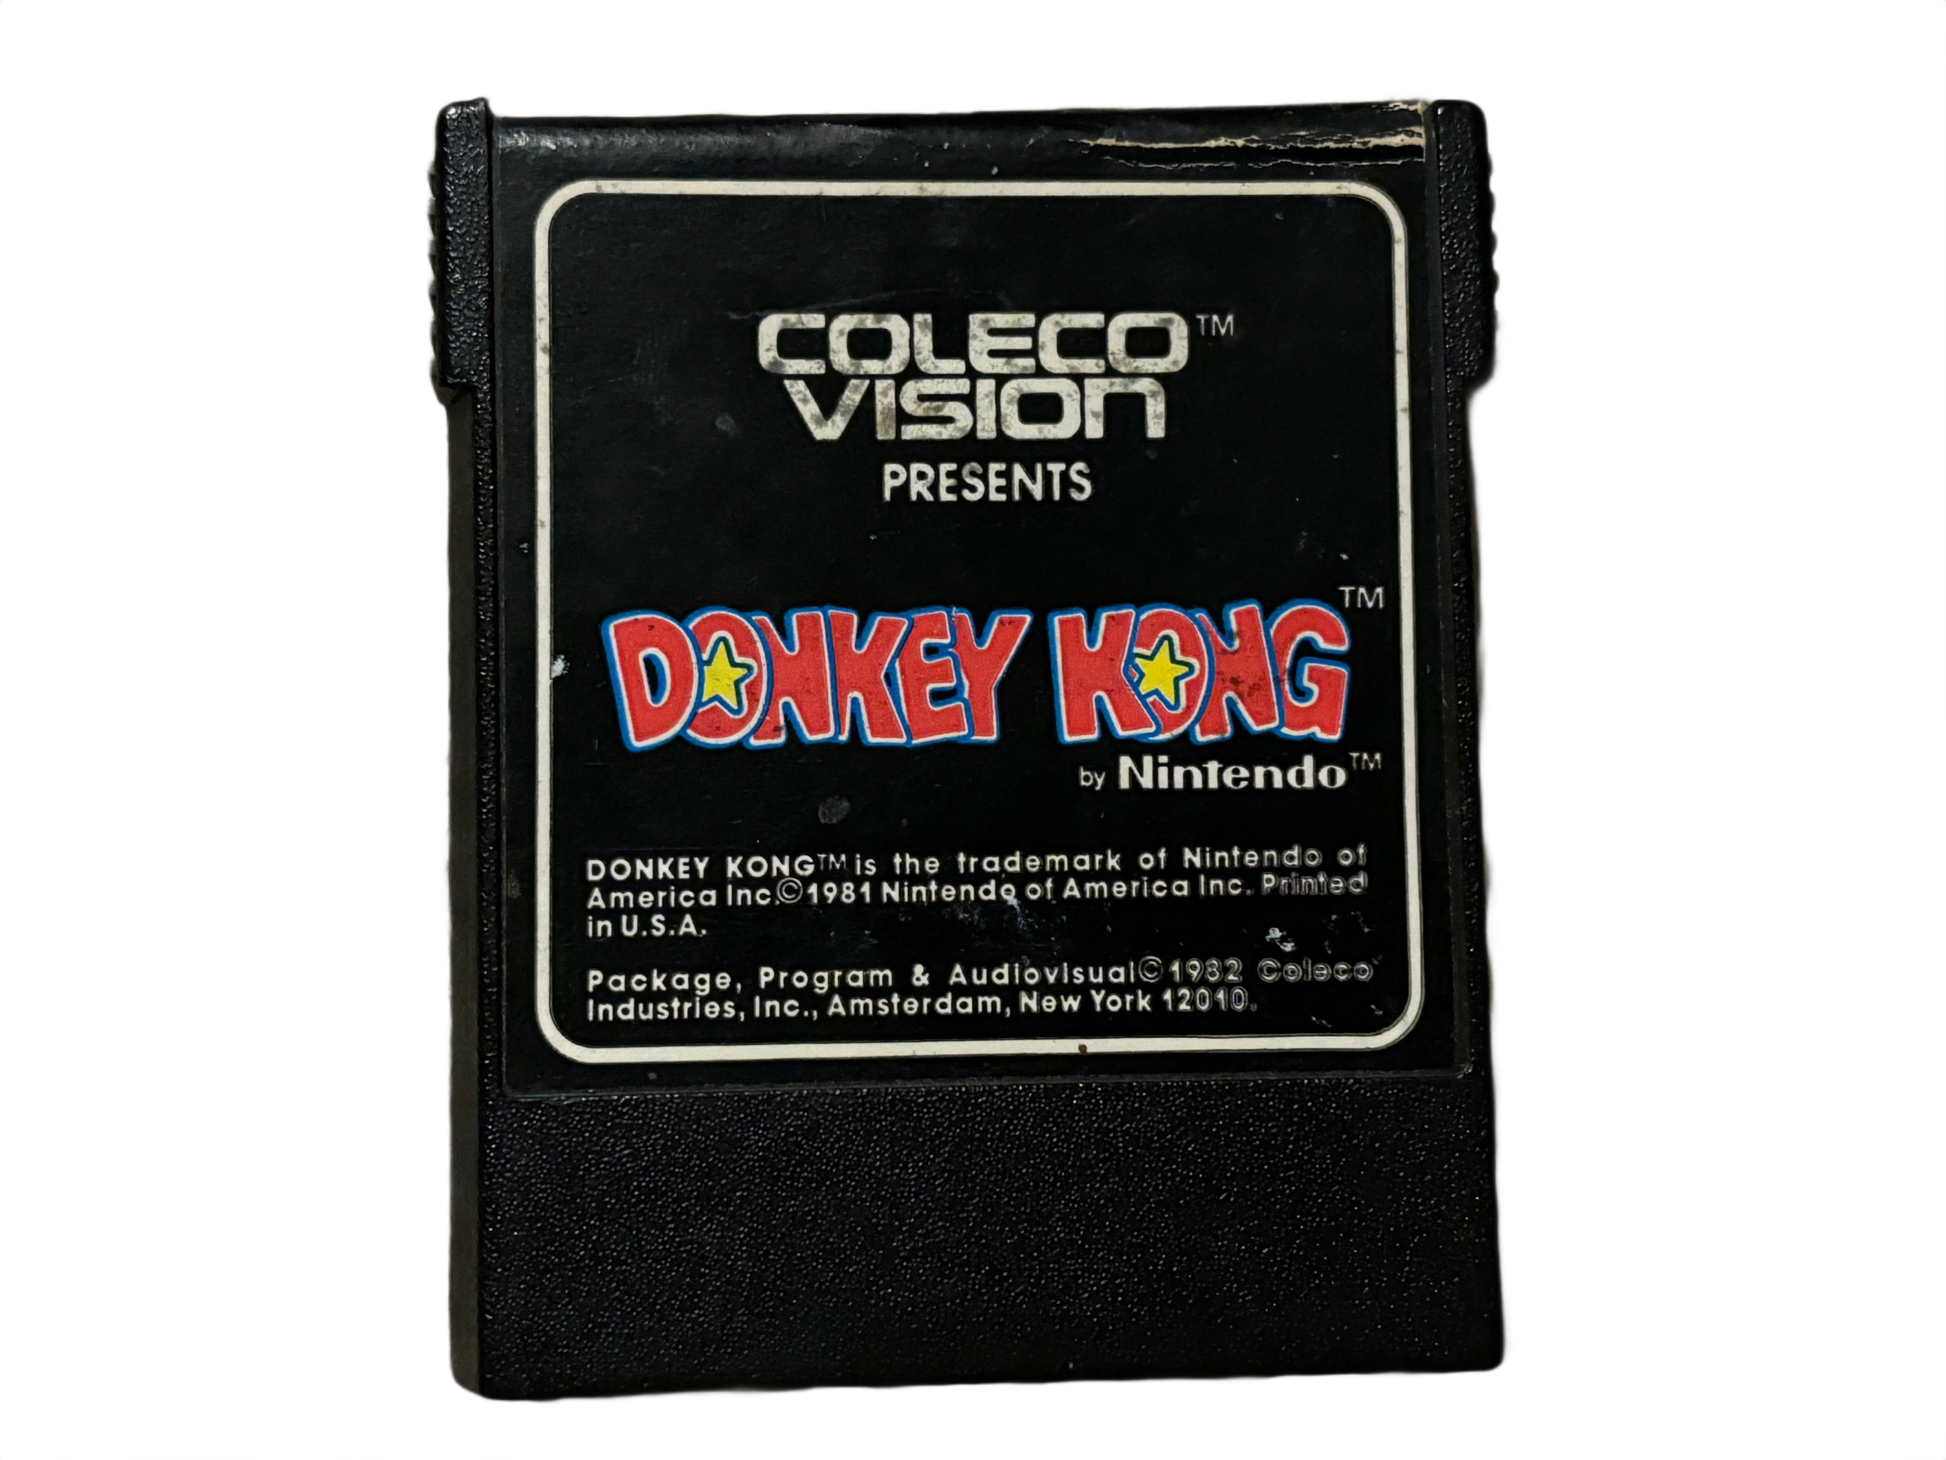 COLECO™
VISION
PRESENTS
DONKEY KONG™
by Nintendo™
DONKEY KONG™ is the trademark of Nintendo of
America Inc.©1981 Nintendo of America Inc. Printed
in U.S.A.
Package, Program & Audiovisual©1982 Coleco
Industries, Inc., Amsterdam, New York 12010.